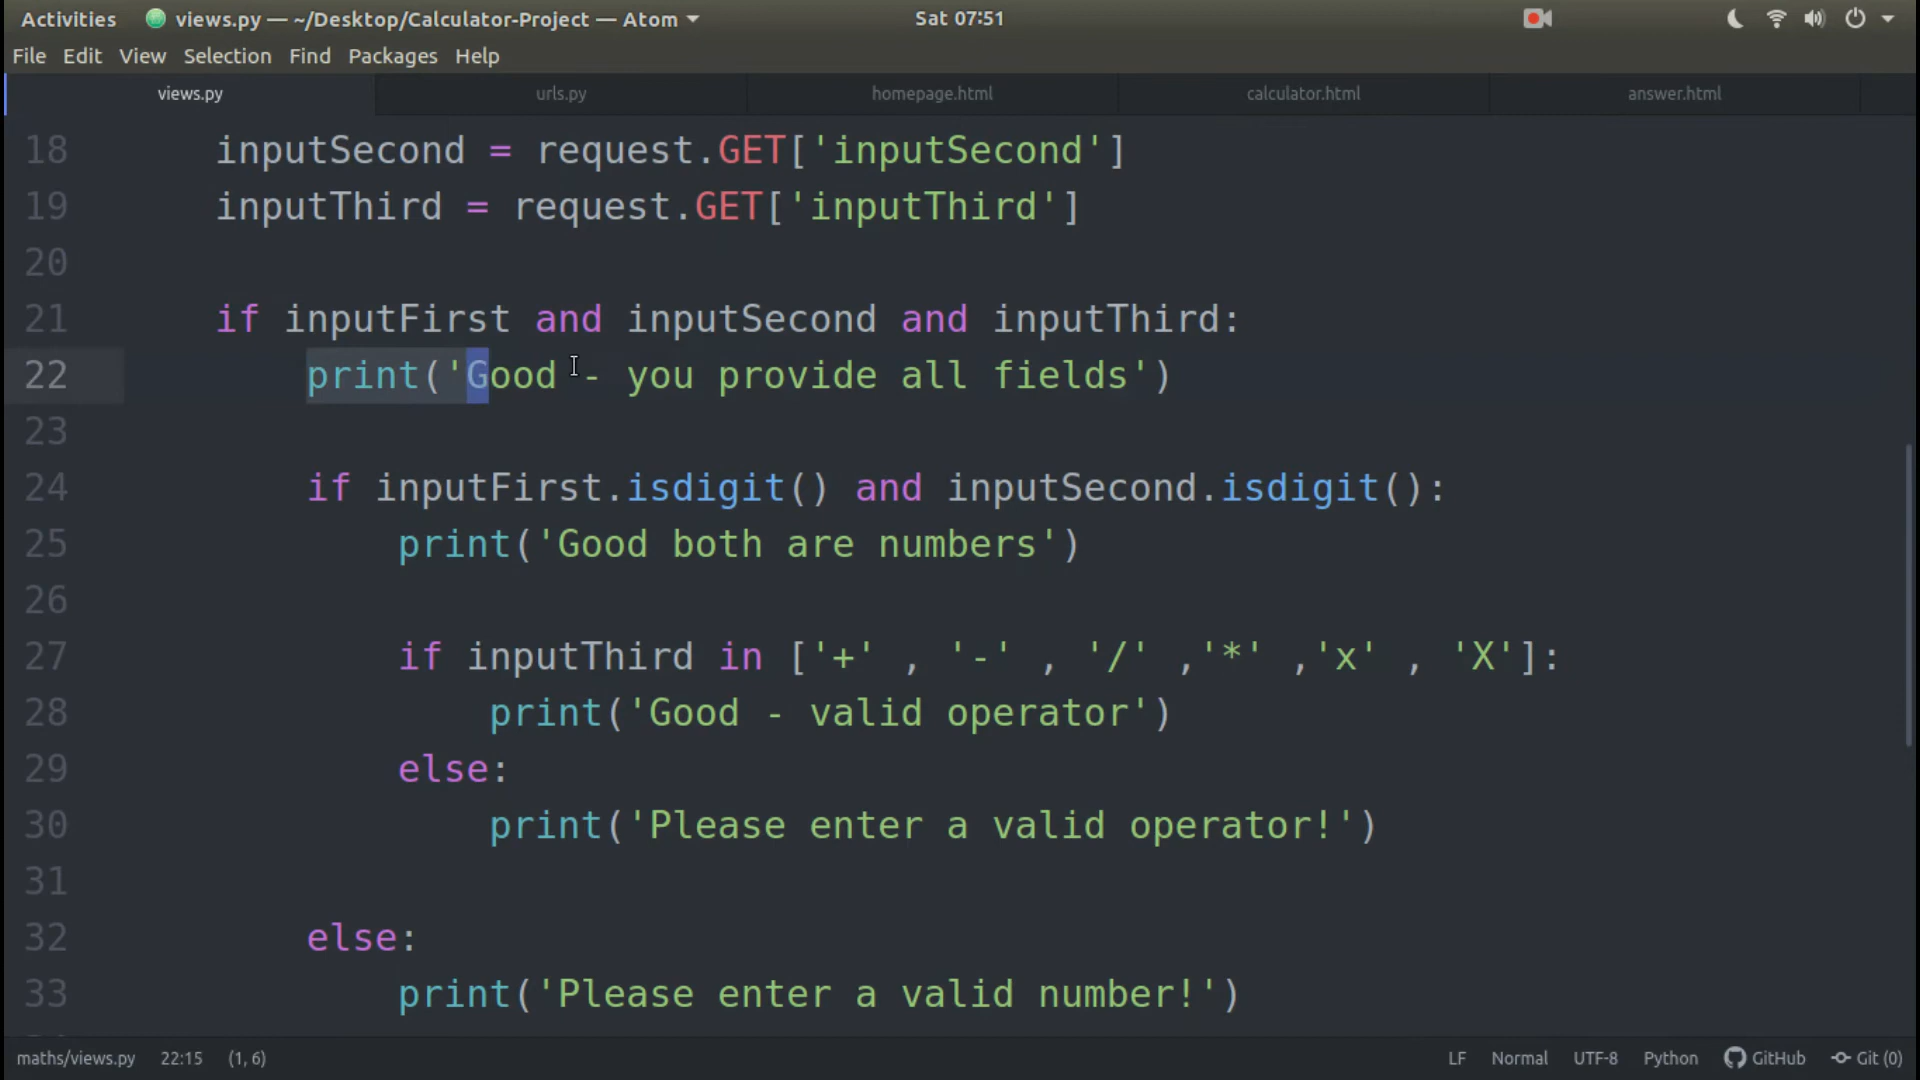 Activities views.py — ~/Desktop/Calculator-Project — Atom Sat 07:51
File Edit View Selection Find Packages Help
views.py urls.py homepage.html calculator.html answer.html
18 inputSecond = request.GET['inputSecond']
19 inputThird = request.GET['inputThird']
20
21 if inputFirst and inputSecond and inputThird:
22 print('Good - you provide all fields')
23
24 if inputFirst.isdigit() and inputSecond.isdigit():
25 print('Good both are numbers')
26
27 if inputThird in ['+' , '-' , '/' ,'*' ,'x' , 'X']:
28 print('Good - valid operator')
29 else:
30 print('Please enter a valid operator!')
31
32 else:
33 print('Please enter a valid number!')
maths/views.py 22:15 (1, 6) LF Normal UTF-8 Python GitHub Git (0)